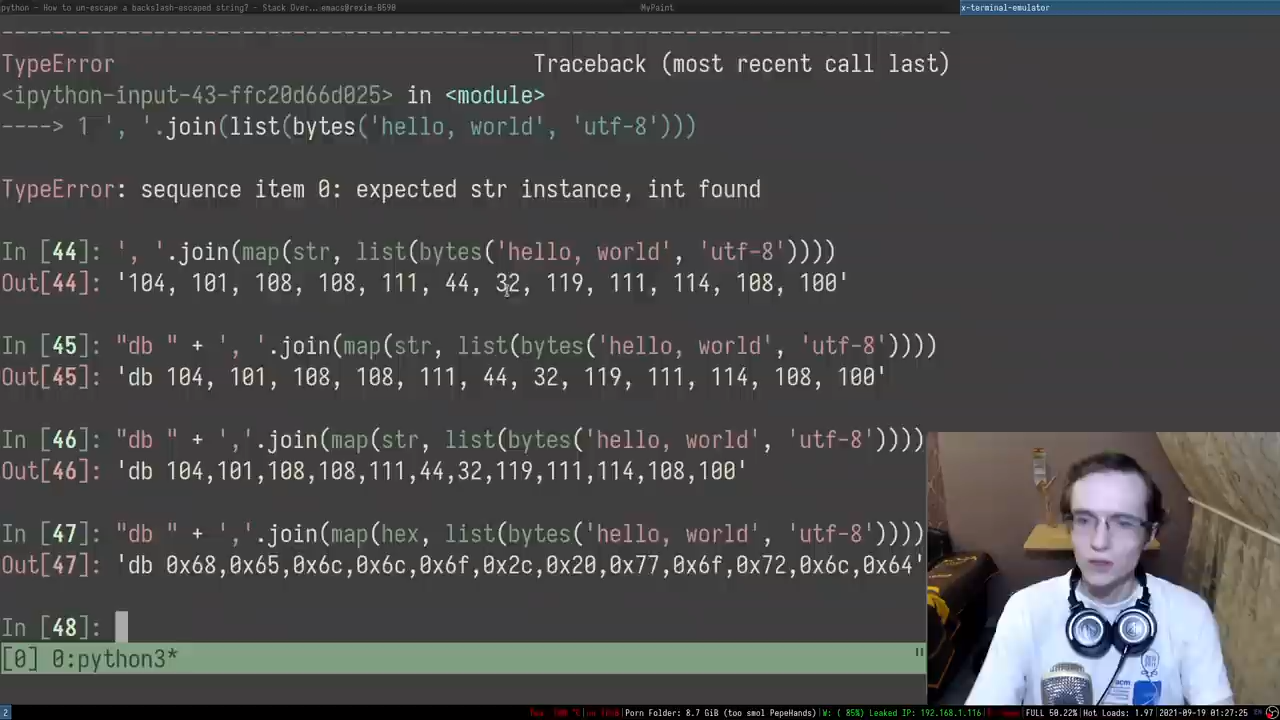 python - How to un-escape a backslash-escaped string? - Stack Over...
emacs@rexim-B590
MyPaint
x-terminal-emulator
---------------------------------------------------------------------------
TypeError                                 Traceback (most recent call last)
<ipython-input-43-ffc20d66d025> in <module>
----> 1 ', '.join(list(bytes('hello, world', 'utf-8')))
TypeError: sequence item 0: expected str instance, int found
In [44]: ', '.join(map(str, list(bytes('hello, world', 'utf-8'))))
Out[44]: '104, 101, 108, 108, 111, 44, 32, 119, 111, 114, 108, 100'
In [45]: "db " + ', '.join(map(str, list(bytes('hello, world', 'utf-8'))))
Out[45]: 'db 104, 101, 108, 108, 111, 44, 32, 119, 111, 114, 108, 100'
In [46]: "db " + ','.join(map(str, list(bytes('hello, world', 'utf-8'))))
Out[46]: 'db 104,101,108,108,111,44,32,119,111,114,108,100'
In [47]: "db " + ','.join(map(hex, list(bytes('hello, world', 'utf-8'))))
Out[47]: 'db 0x68,0x65,0x6c,0x6c,0x6f,0x2c,0x20,0x77,0x6f,0x72,0x6c,0x64'
In [48]:
[0] 0:python3* "
2
Porn Folder: 8.7 GiB (too smol PepeHands)|W: ( 85%) Leaked IP: 192.168.1.116|FULL 50.22%|Hot Loads: 1.97|2021-09-19 01:27:25